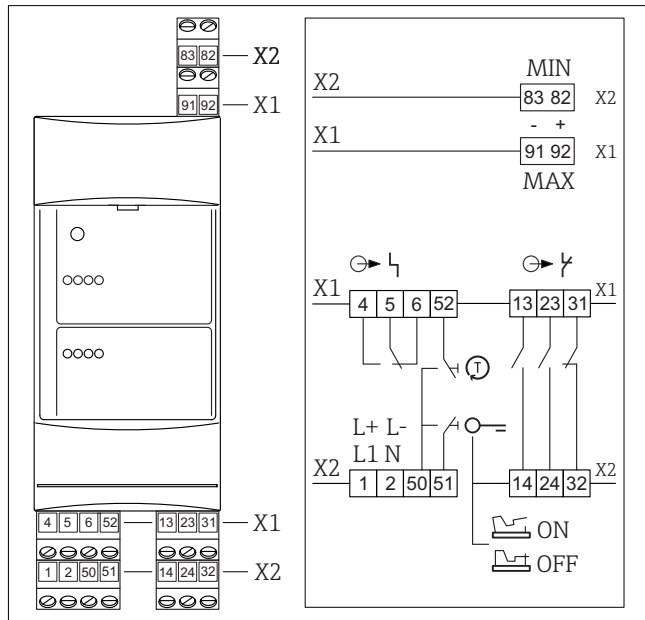 83 82 X2
91 92 X1
4 5 6 52 13 23 31 X1
1 2 50 51 14 24 32 X2
MIN
X2 83 82 X2
- +
X1 91 92 X1
MAX
X1 4 5 6 52 13 23 31 X1
T
L+ L-
L1 N
X2 1 2 50 51 14 24 32 X2
ON
OFF